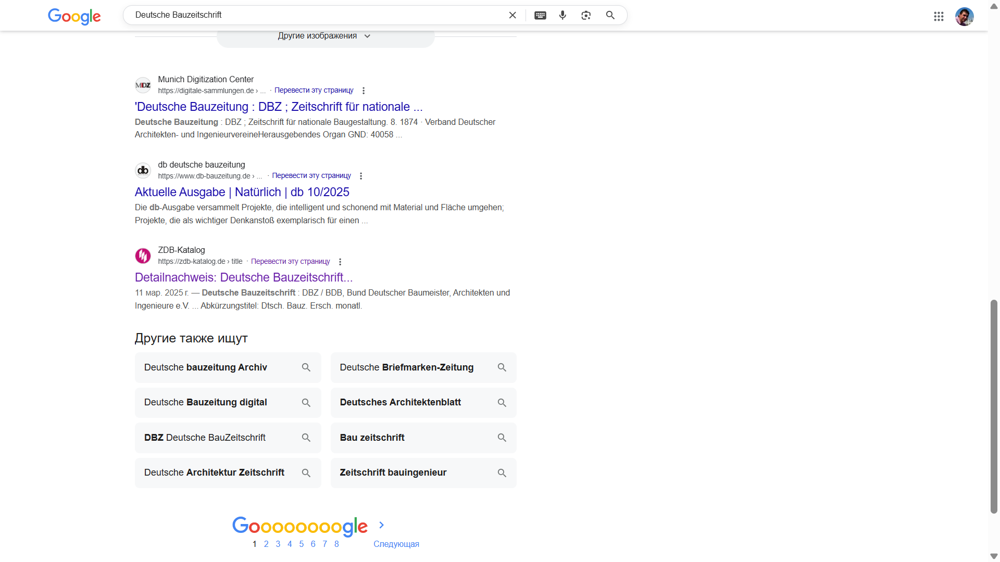 Google
Deutsche Bauzeitschrift
Другие изображения
MDZ
Munich Digitization Center
https://digitale-sammlungen.de › ... · Перевести эту страницу
'Deutsche Bauzeitung : DBZ ; Zeitschrift für nationale ...
Deutsche Bauzeitung : DBZ ; Zeitschrift für nationale Baugestaltung. 8. 1874 · Verband Deutscher
Architekten- und IngenieurvereineHerausgebendes Organ GND: 40058 ...
db
db deutsche bauzeitung
https://www.db-bauzeitung.de › ... · Перевести эту страницу
Aktuelle Ausgabe | Natürlich | db 10/2025
Die db-Ausgabe versammelt Projekte, die intelligent und schonend mit Material und Fläche umgehen;
Projekte, die als wichtiger Denkanstoß exemplarisch für einen ...
ZDB-Katalog
https://zdb-katalog.de › title · Перевести эту страницу
Detailnachweis: Deutsche Bauzeitschrift...
11 мар. 2025 г. — Deutsche Bauzeitschrift : DBZ / BDB, Bund Deutscher Baumeister, Architekten und
Ingenieure e.V. ... Abkürzungstitel: Dtsch. Bauz. Ersch. monatl.
Другие также ищут
Deutsche bauzeitung Archiv
Deutsche Briefmarken-Zeitung
Deutsche Bauzeitung digital
Deutsches Architektenblatt
DBZ Deutsche BauZeitschrift
Bau zeitschrift
Deutsche Architektur Zeitschrift
Zeitschrift bauingenieur
Goooooooogle
1 2 3 4 5 6 7 8 Следующая